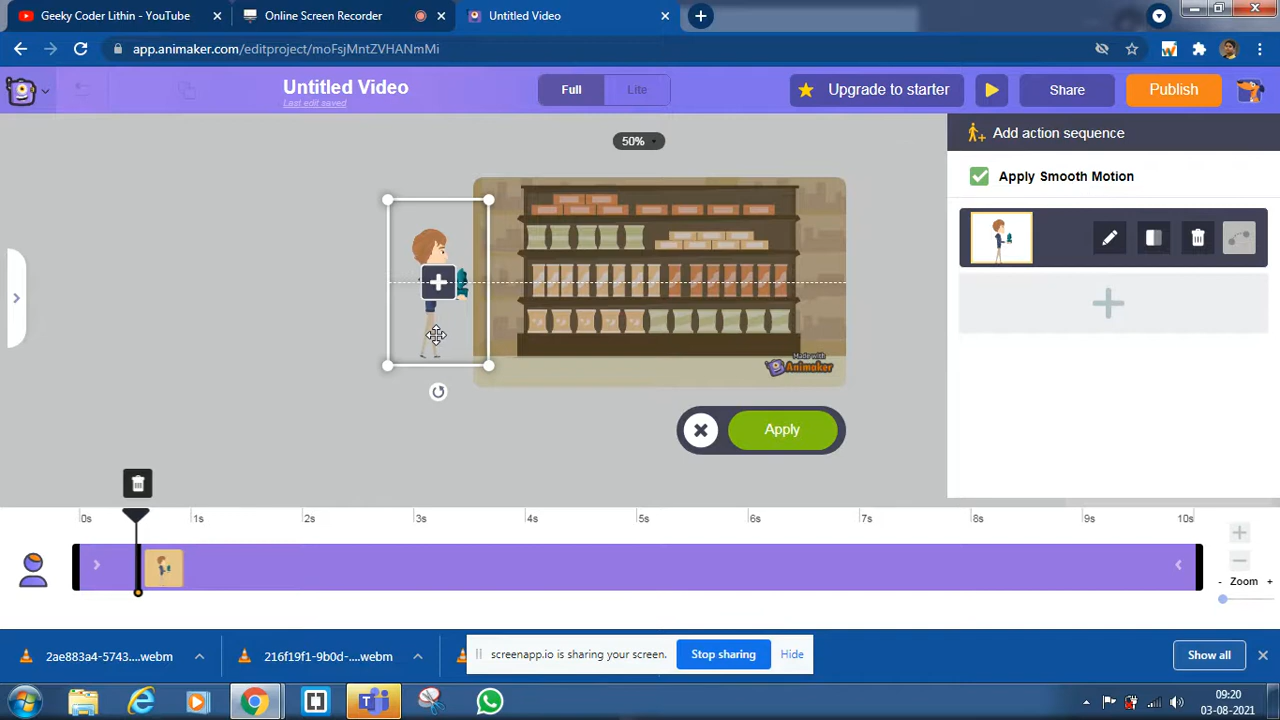 Geeky Coder Lithin - YouTube
Online Screen Recorder
Untitled Video
app.animaker.com/editproject/moFsjMntZVHANmMi
Untitled Video
Last edit saved
Full
Lite
Upgrade to starter
Share
Publish
50%
Add action sequence
Apply Smooth Motion
Made with
Animaker
Apply
0s
1s
2s
3s
4s
5s
6s
7s
8s
9s
10s
- Zoom +
2ae883a4-5743....webm
216f19f1-9b0d-....webm
screenapp.io is sharing your screen.
Stop sharing
Hide
Show all
09:20
03-08-2021